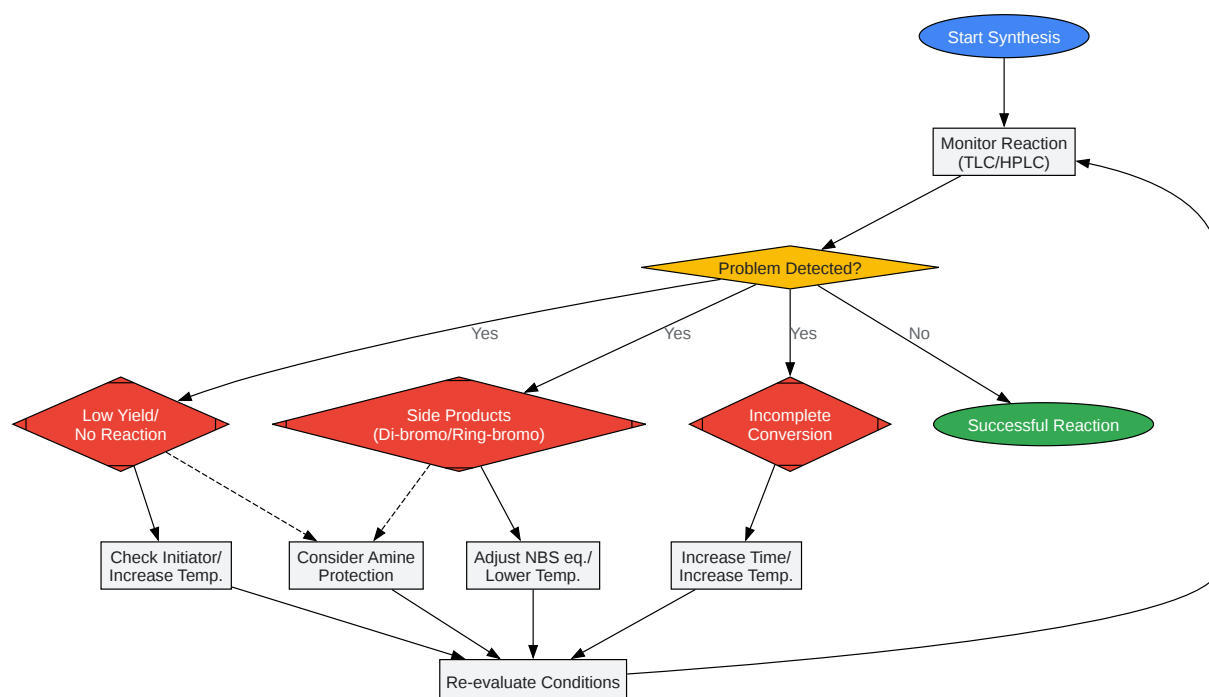 Start Synthesis
Monitor Reaction
(TLC/HPLC)
Problem Detected?
Yes
Yes
Yes
No
Low Yield/
No Reaction
Side Products
(Di-bromo/Ring-bromo)
Incomplete
Conversion
Successful Reaction
Check Initiator/
Increase Temp.
Consider Amine
Protection
Adjust NBS eq./
Lower Temp.
Increase Time/
Increase Temp.
Re-evaluate Conditions